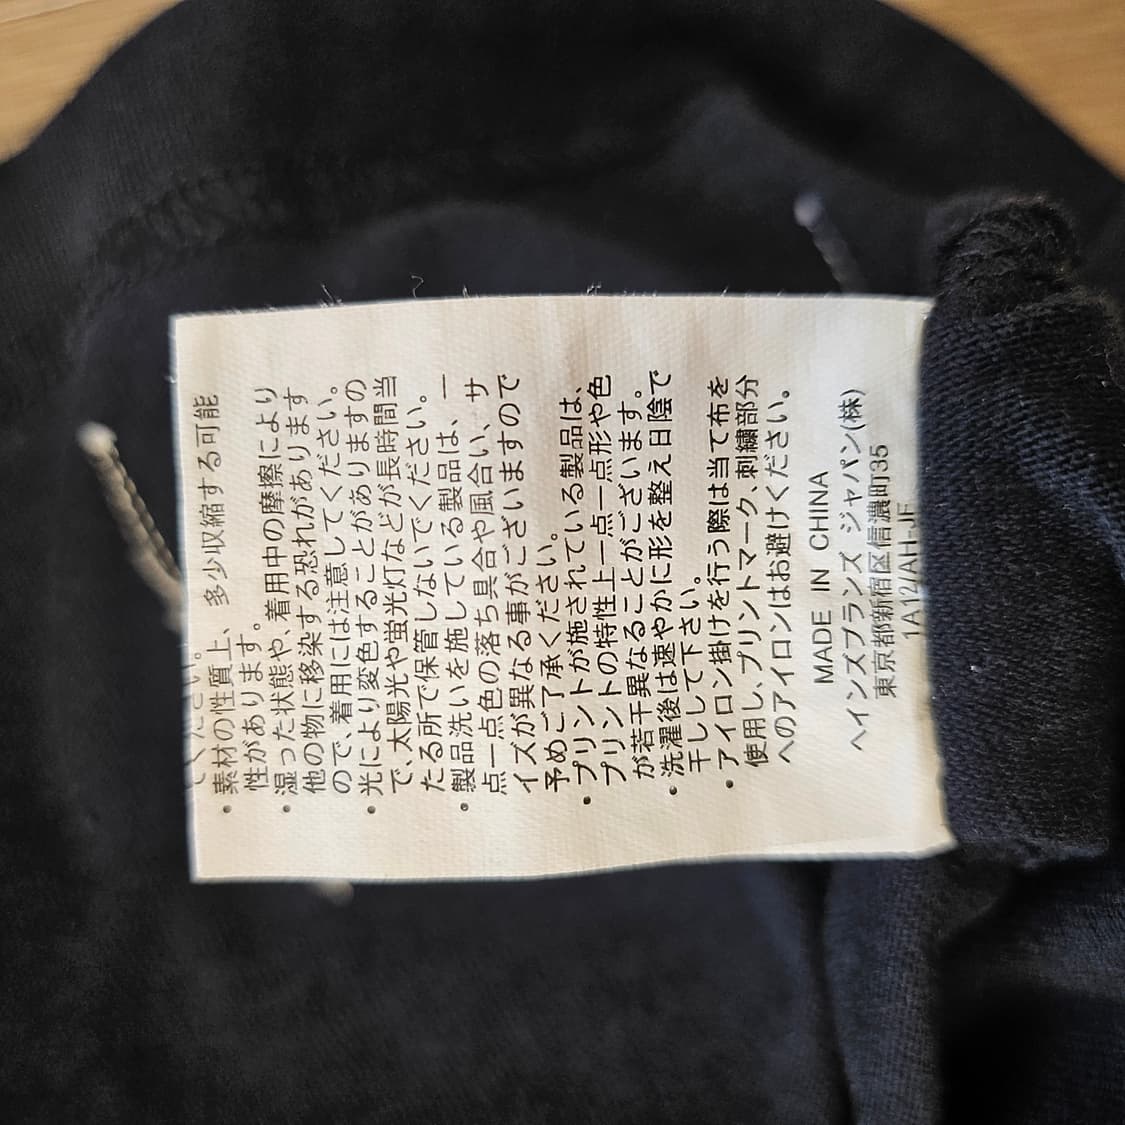 てください。
・素材の性質上、多少収縮する可能
性があります。
・湿った状態や、着用中の摩擦により
他の物に移染する恐れがあります
ので、着用には注意してください。
・光により変色することがありますの
で、太陽光や蛍光灯などが長時間当
たる所で保管しないでください。
・製品洗いを施している製品は、一
点一点色の落ち具合や風合い、サ
イズが異なる事がございますので
予めご了承ください。
・プリントが施されている製品は、
プリントの特性上一点一点形や色
が若干異なることがございます。
・洗濯後は速やかに形を整え日陰で
干しして下さい。
・アイロン掛けを行う際は当て布を
使用し、プリントマーク、刺繍部分
へのアイロンはお避けください。
MADE IN CHINA
ヘインズブランズ ジャパン(株)
東京都新宿区信濃町35
1A12/AH-JF